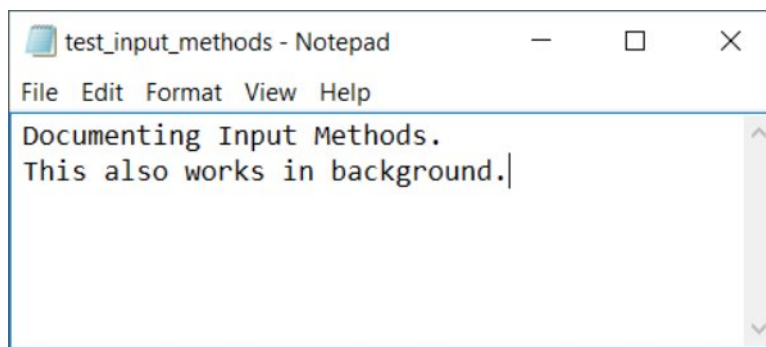 test_input_methods - Notepad
File Edit Format View Help
Documenting Input Methods.
This also works in background.